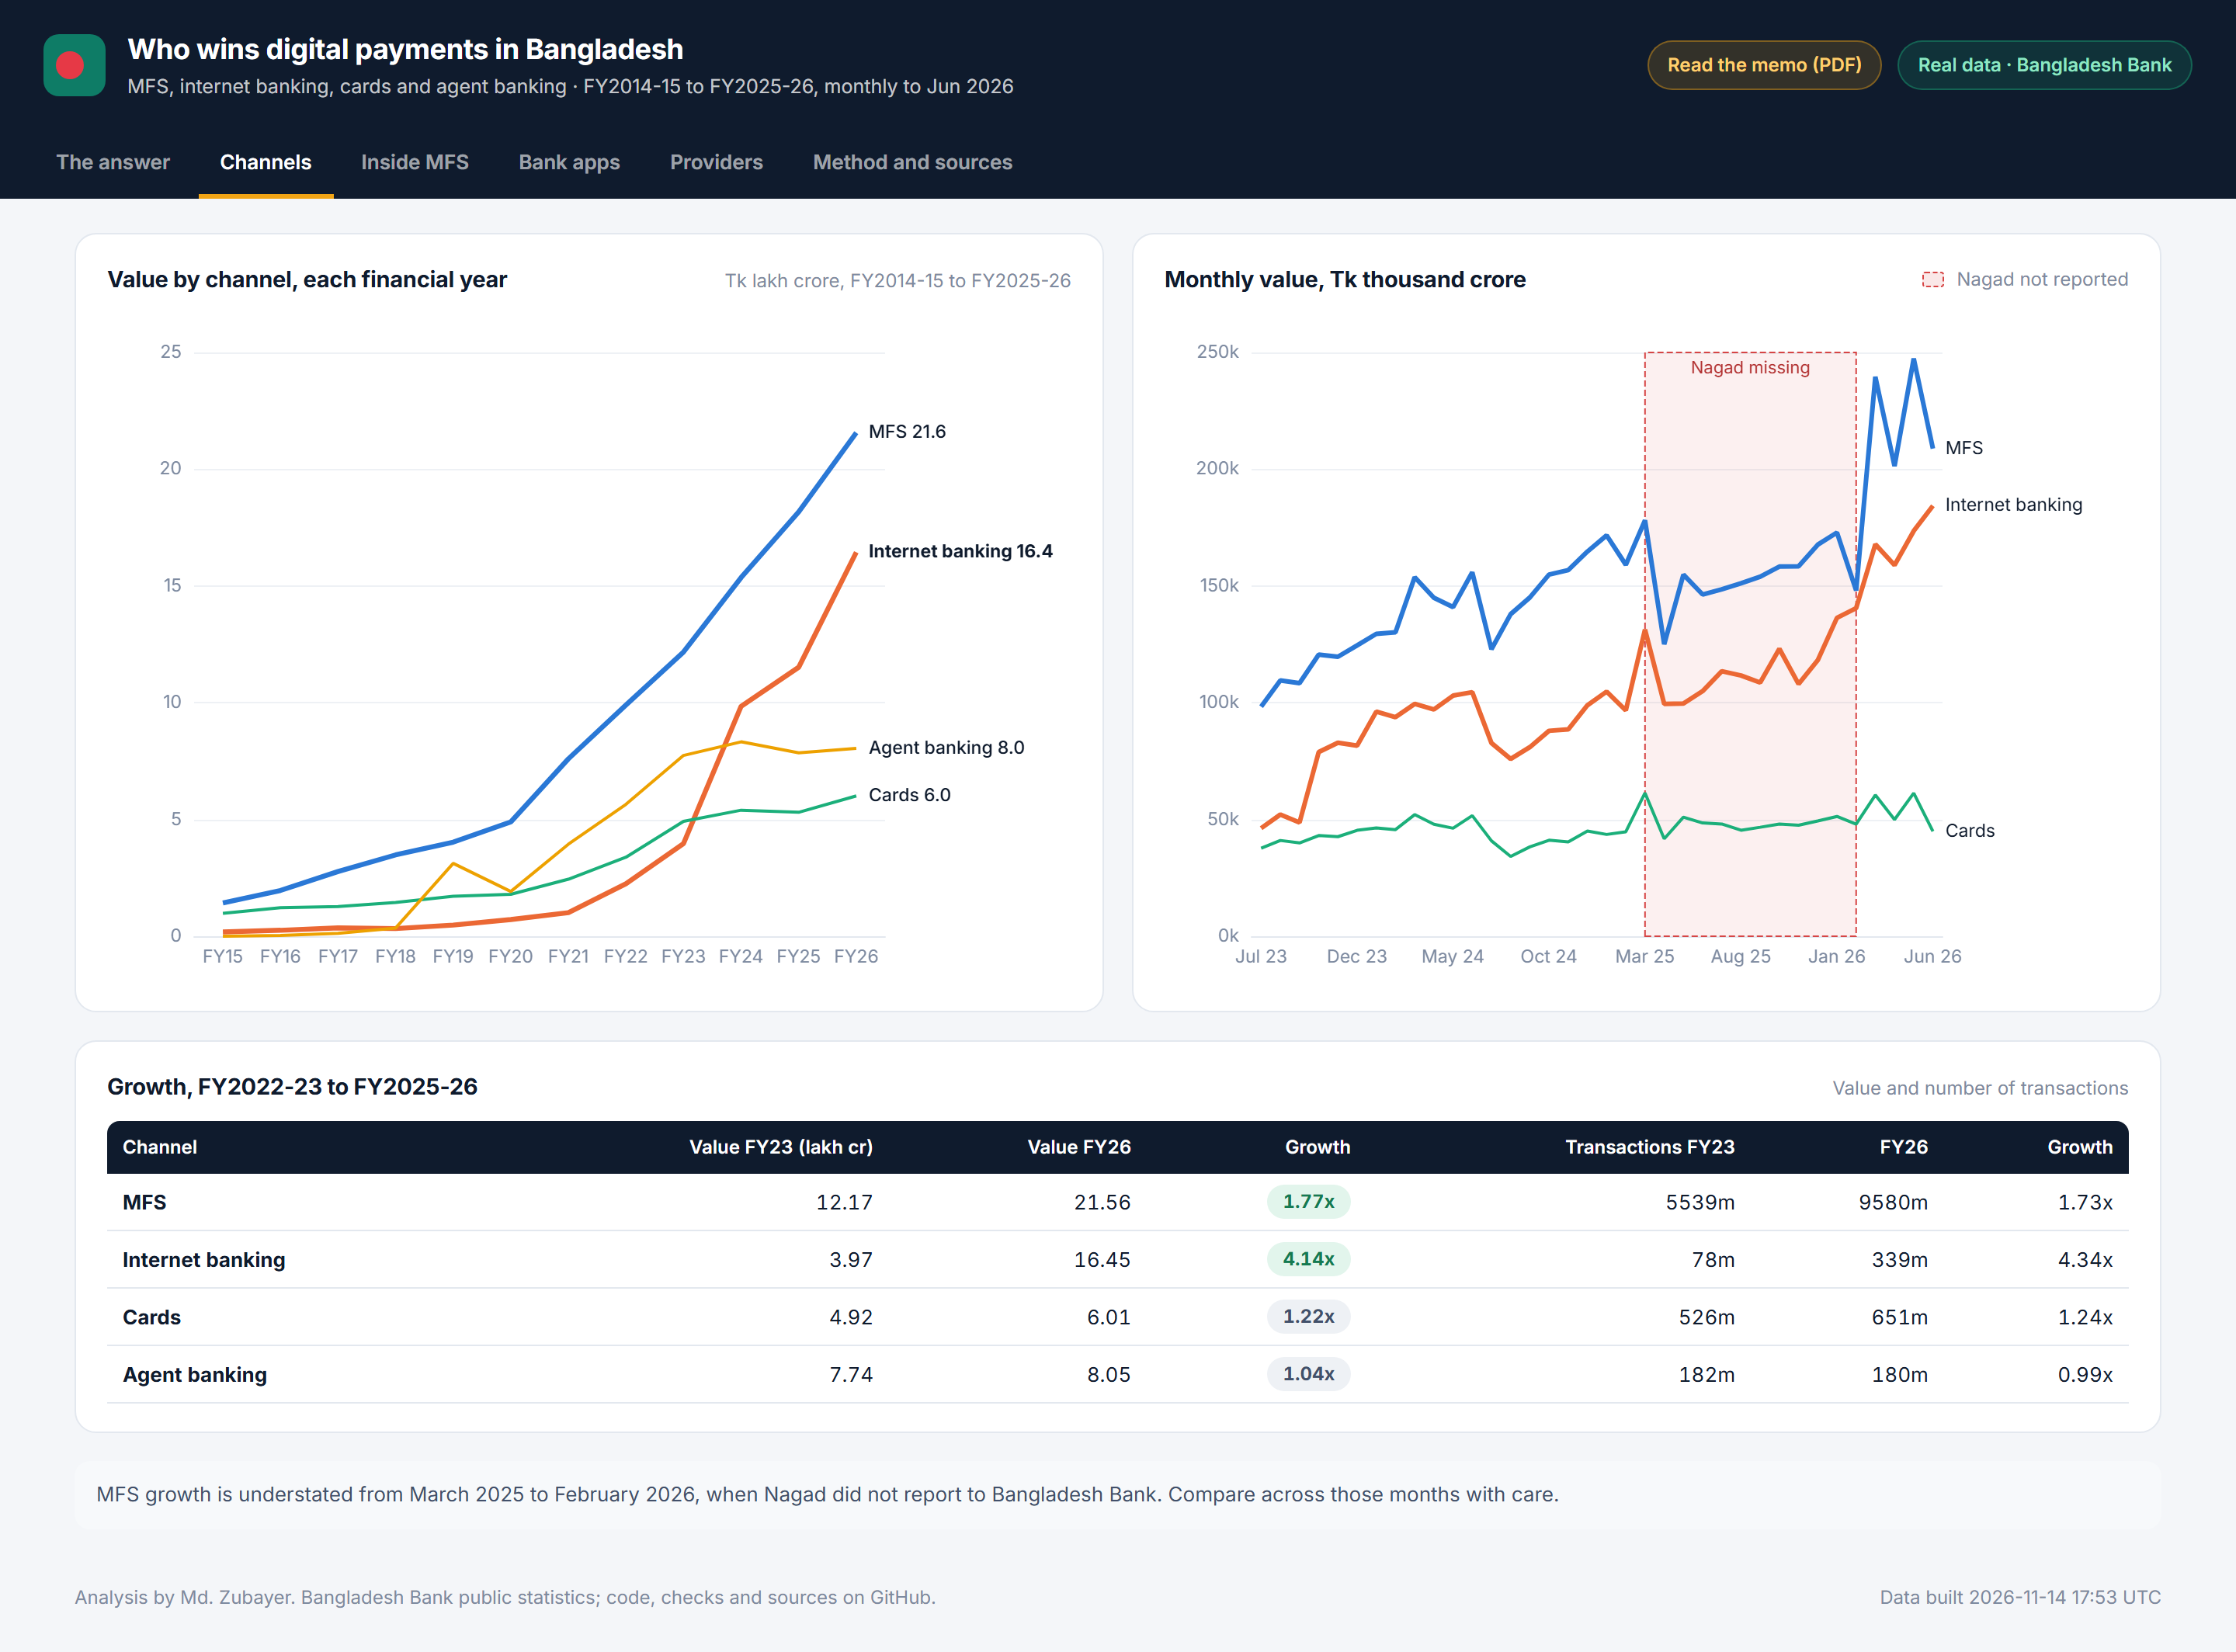 Who wins digital payments in Bangladesh
MFS, internet banking, cards and agent banking · FY2014-15 to FY2025-26, monthly to Jun 2026
Read the memo (PDF)
Real data · Bangladesh Bank
The answer
Channels
Inside MFS
Bank apps
Providers
Method and sources
Value by channel, each financial year
Tk lakh crore, FY2014-15 to FY2025-26
25
20
15
10
5
0
MFS 21.6
Internet banking 16.4
Agent banking 8.0
Cards 6.0
FY15 FY16 FY17 FY18 FY19 FY20 FY21 FY22 FY23 FY24 FY25 FY26
Monthly value, Tk thousand crore
Nagad not reported
250k
200k
150k
100k
50k
0k
Nagad missing
MFS
Internet banking
Cards
Jul 23 Dec 23 May 24 Oct 24 Mar 25 Aug 25 Jan 26 Jun 26
Growth, FY2022-23 to FY2025-26
Value and number of transactions
Channel Value FY23 (lakh cr) Value FY26 Growth Transactions FY23 FY26 Growth
MFS 12.17 21.56 1.77x 5539m 9580m 1.73x
Internet banking 3.97 16.45 4.14x 78m 339m 4.34x
Cards 4.92 6.01 1.22x 526m 651m 1.24x
Agent banking 7.74 8.05 1.04x 182m 180m 0.99x
MFS growth is understated from March 2025 to February 2026, when Nagad did not report to Bangladesh Bank. Compare across those months with care.
Analysis by Md. Zubayer. Bangladesh Bank public statistics; code, checks and sources on GitHub.
Data built 2026-11-14 17:53 UTC